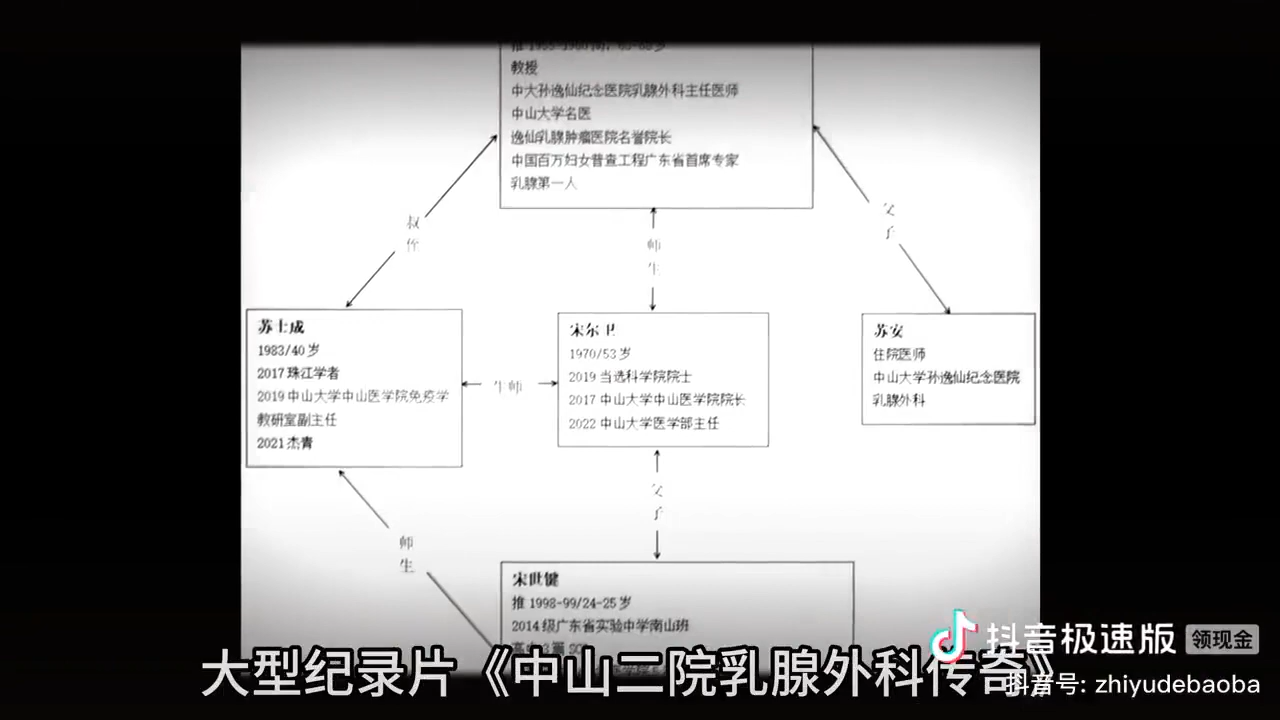 教授
中大孙逸仙纪念医院乳腺外科主任医师
中山大学名医
逸仙乳腺肿瘤医院名誉院长
中国百万妇女普查工程广东省首席专家
乳腺第一人
叔侄
师生
父子
苏士成
1983/40岁
2017珠江学者
2019中山大学中山医学院免疫学
教研室副主任
2021杰青
生师
宋尔卫
1970/53岁
2019当选科学院院士
2017中山大学中山医学院院长
2022中山大学医学部主任
苏安
住院医师
中山大学孙逸仙纪念医院
乳腺外科
师生
父子
宋世健
推1998-99/24-25岁
2014级广东省实验中学南山班
大型纪录片《中山二院乳腺外科传奇》
抖音极速版 领现金
抖音号: zhiyudebaoba